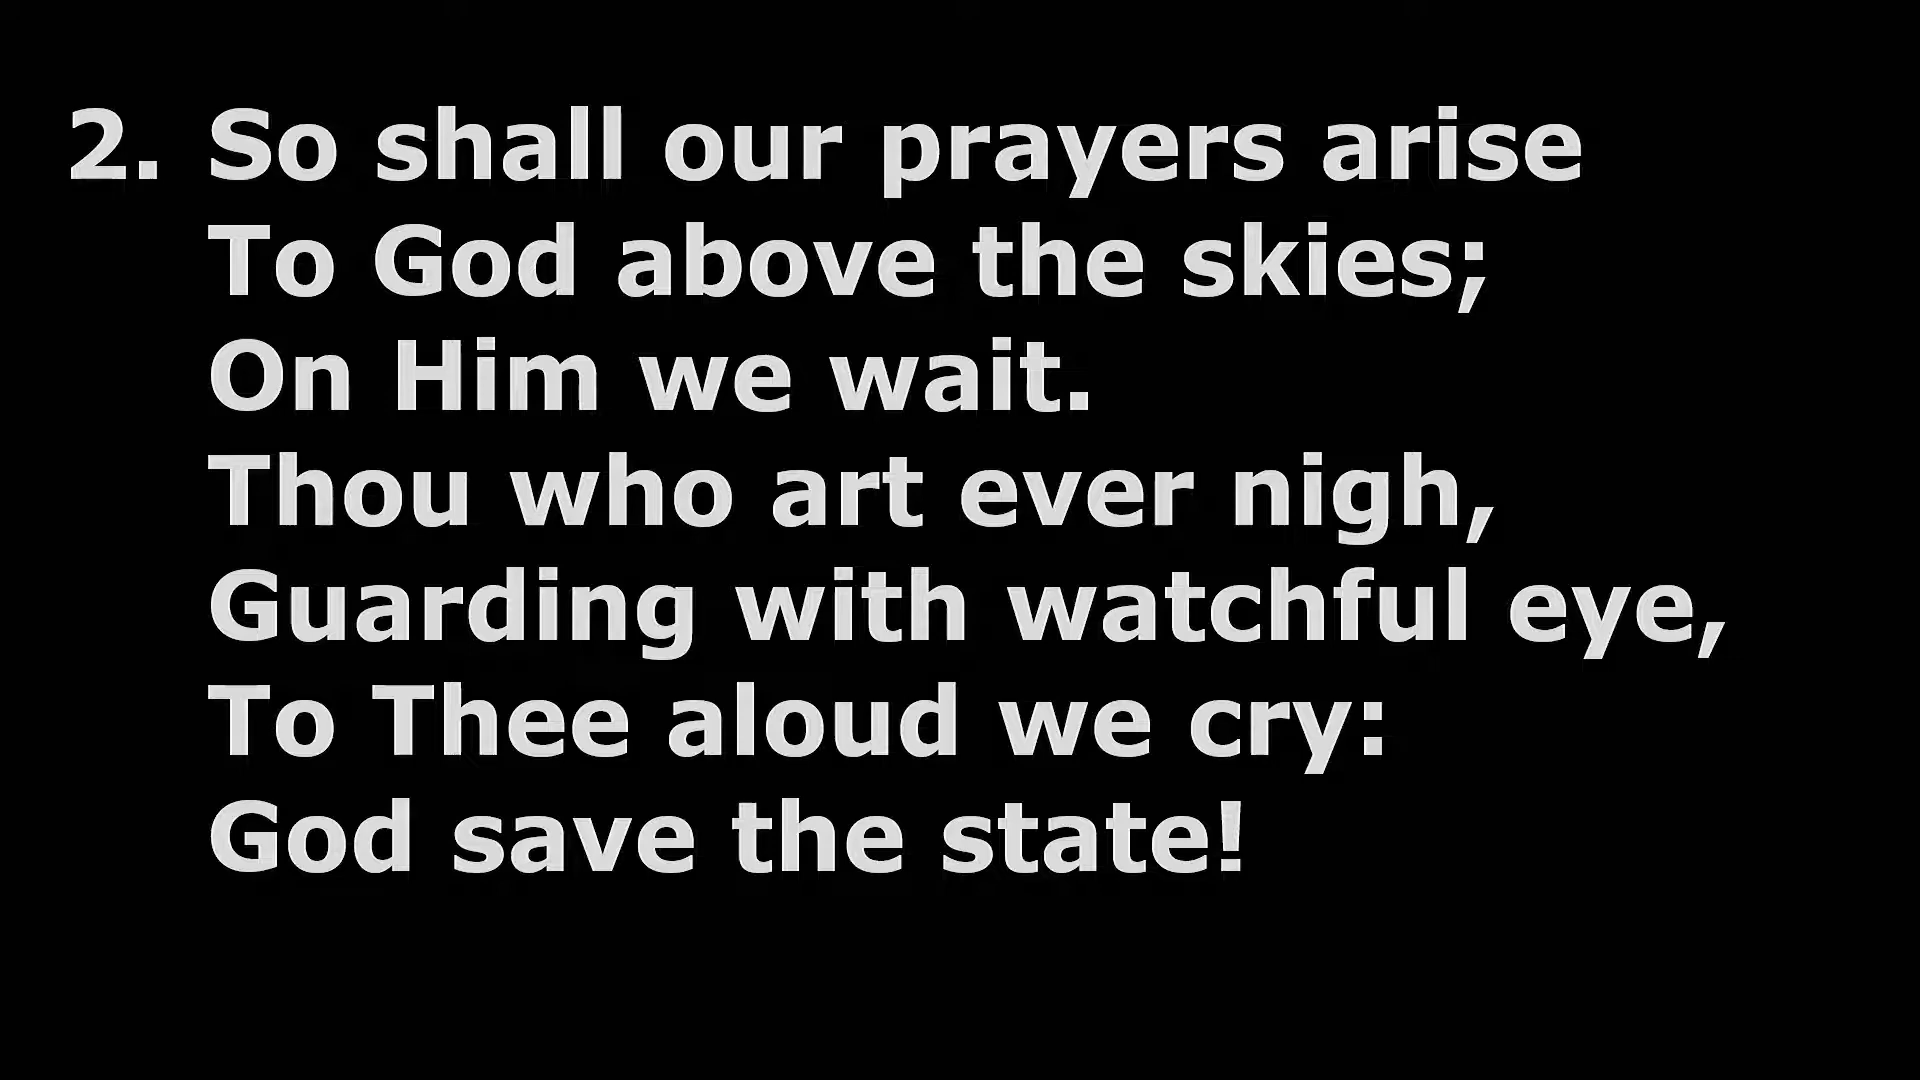 2. So shall our prayers arise
To God above the skies;
On Him we wait.
Thou who art ever nigh,
Guarding with watchful eye,
To Thee aloud we cry:
God save the state!